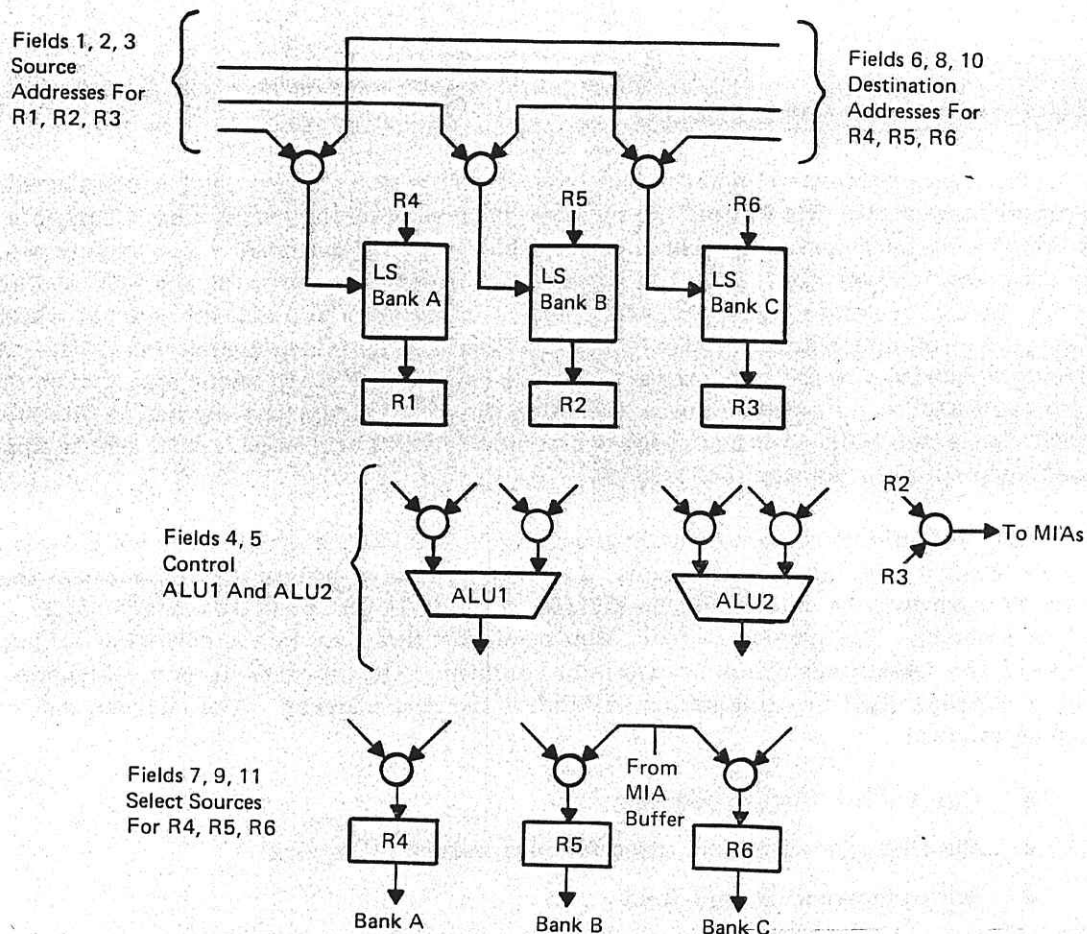 Fields 1, 2, 3
Source
Addresses For
R1, R2, R3
Fields 6, 8, 10
Destination
Addresses For
R4, R5, R6
R4
R5
R6
LS
Bank A
LS
Bank B
LS
Bank C
R1
R2
R3
Fields 4, 5
Control
ALU1 And ALU2
ALU1
ALU2
R2
R3
To MIAs
Fields 7, 9, 11
Select Sources
For R4, R5, R6
From
MIA
Buffer
R4
R5
R6
Bank A
Bank B
Bank C